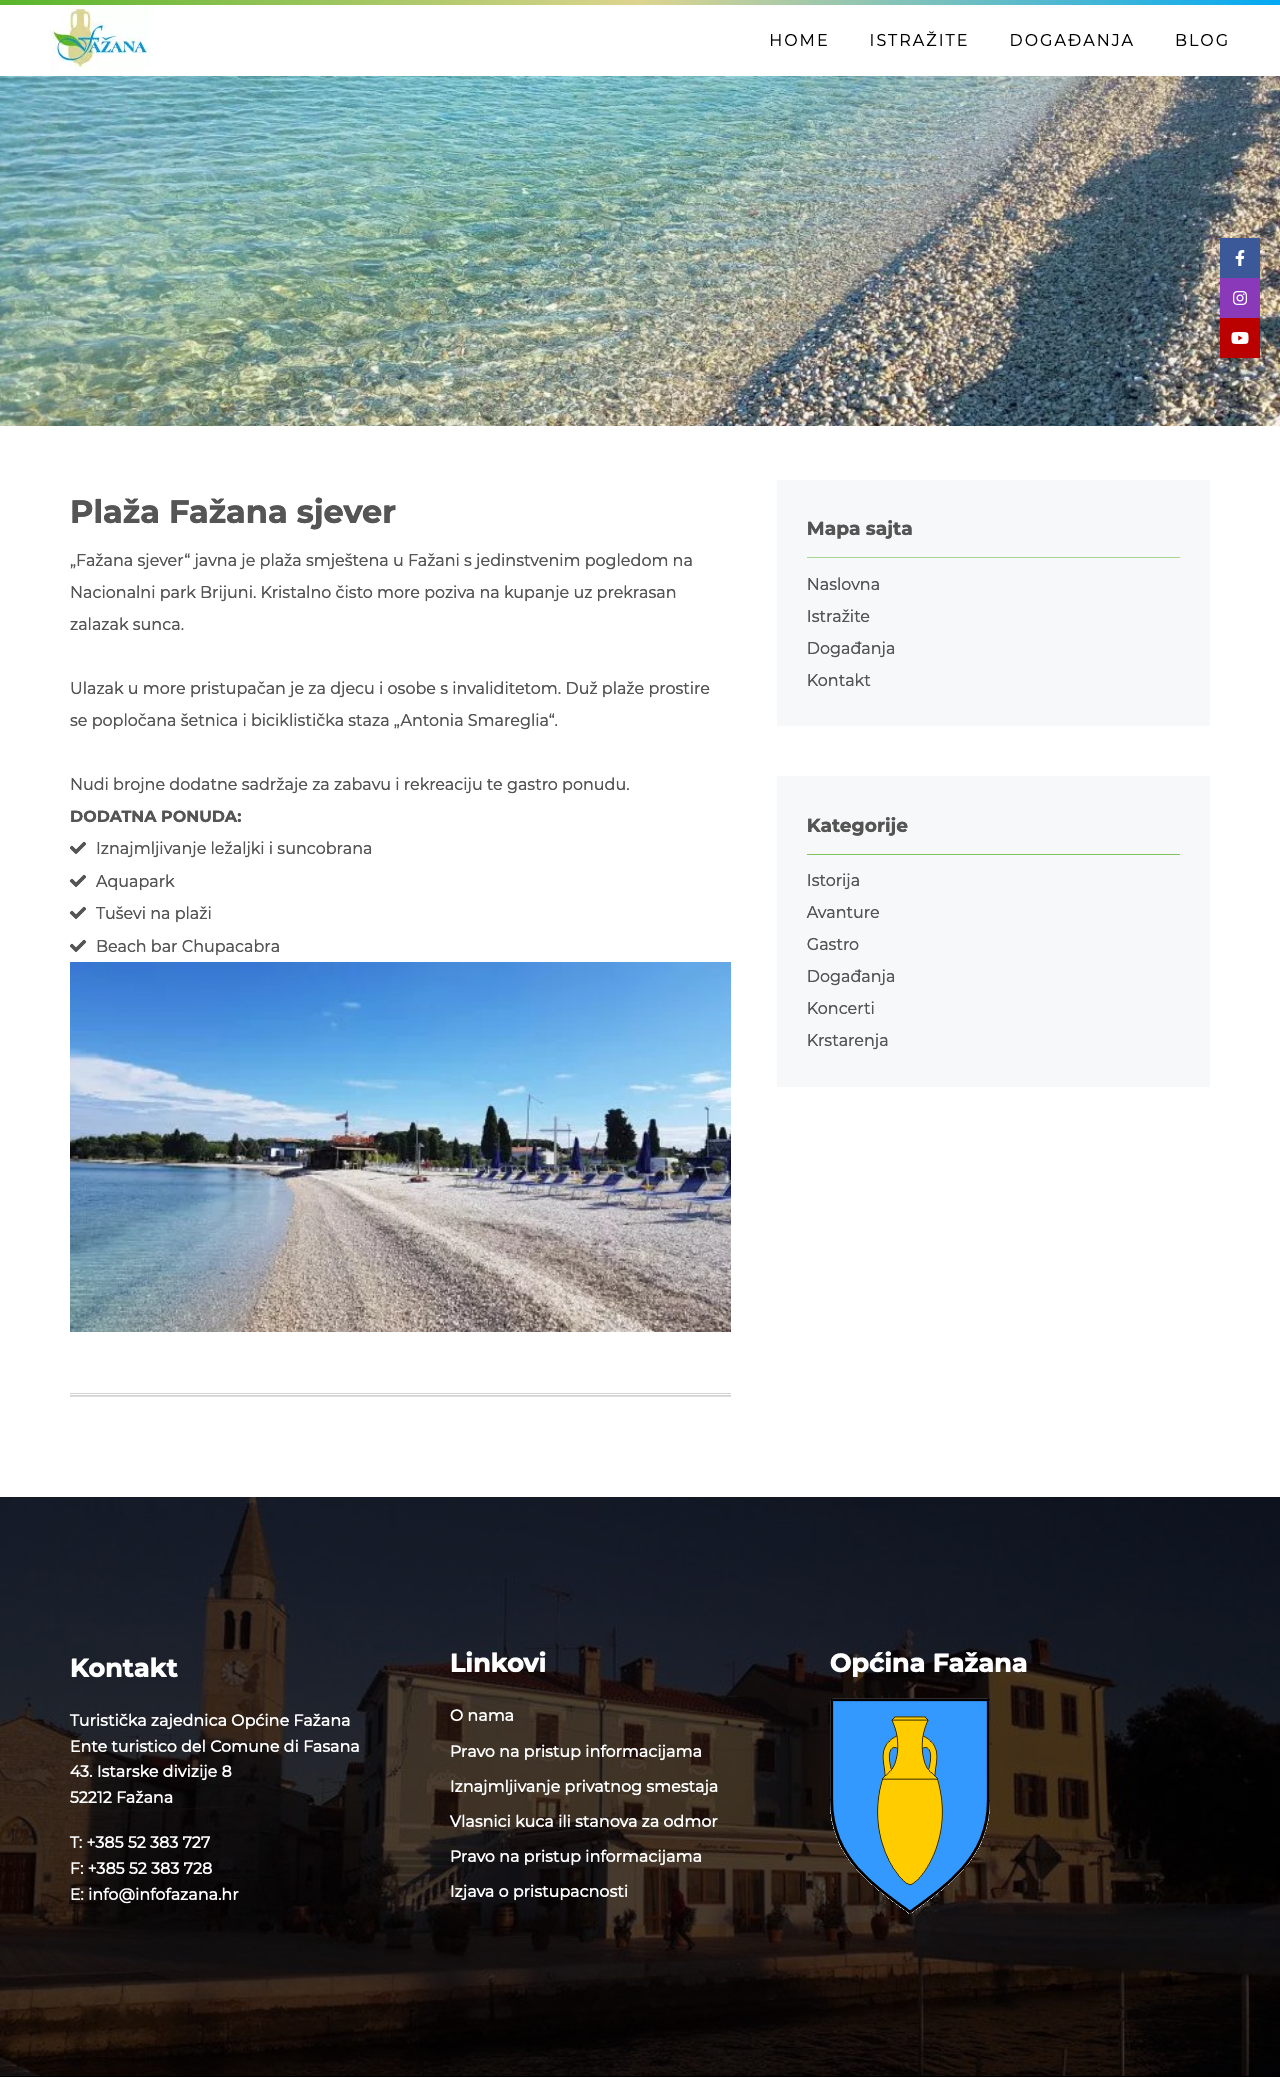 FAŽANA
HOME
ISTRAŽITE
DOGAĐANJA
BLOG
Plaža Fažana sjever
„Fažana sjever“ javna je plaža smještena u Fažani s jedinstvenim pogledom na
Nacionalni park Brijuni. Kristalno čisto more poziva na kupanje uz prekrasan
zalazak sunca.
Ulazak u more pristupačan je za djecu i osobe s invaliditetom. Duž plaže prostire
se popločana šetnica i biciklistička staza „Antonia Smareglia“.
Nudi brojne dodatne sadržaje za zabavu i rekreaciju te gastro ponudu.
DODATNA PONUDA:
Iznajmljivanje ležaljki i suncobrana
Aquapark
Tuševi na plaži
Beach bar Chupacabra
Mapa sajta
Naslovna
Istražite
Događanja
Kontakt
Kategorije
Istorija
Avanture
Gastro
Događanja
Koncerti
Krstarenja
Kontakt
Turistička zajednica Općine Fažana
Ente turistico del Comune di Fasana
43. Istarske divizije 8
52212 Fažana
T: +385 52 383 727
F: +385 52 383 728
E: info@infofazana.hr
Linkovi
O nama
Pravo na pristup informacijama
Iznajmljivanje privatnog smestaja
Vlasnici kuca ili stanova za odmor
Pravo na pristup informacijama
Izjava o pristupacnosti
Općina Fažana